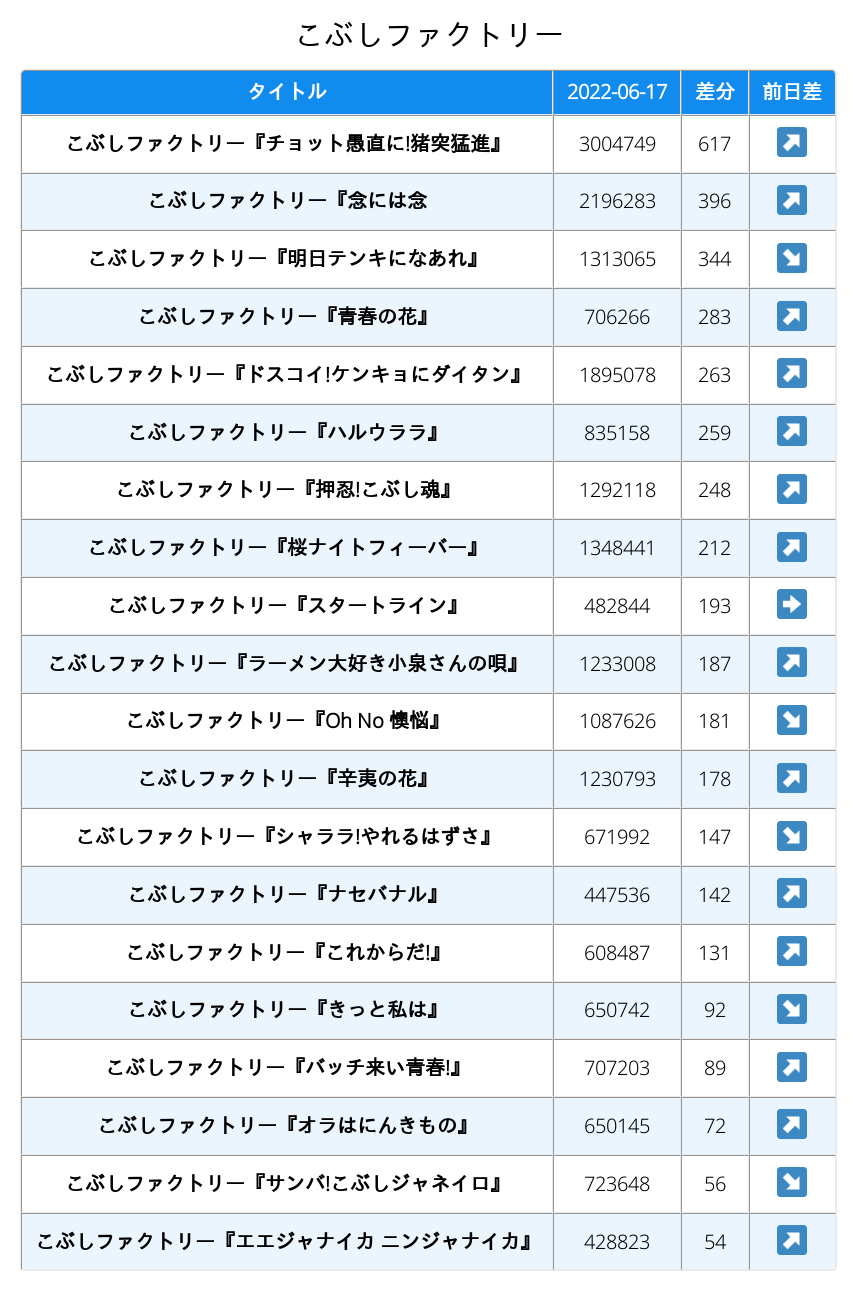 こぶしファクトリー
タイトル 2022-06-17 差分 前日差
こぶしファクトリー『チョット愚直に!猪突猛進』 3004749 617 ↗
こぶしファクトリー『念には念 2196283 396 ↗
こぶしファクトリー『明日テンキになあれ』 1313065 344 ↘
こぶしファクトリー『青春の花』 706266 283 ↗
こぶしファクトリー『ドスコイ!ケンキョにダイタン』 1895078 263 ↗
こぶしファクトリー『ハルウララ』 835158 259 ↗
こぶしファクトリー『押忍!こぶし魂』 1292118 248 ↗
こぶしファクトリー『桜ナイトフィーバー』 1348441 212 ↗
こぶしファクトリー『スタートライン』 482844 193 ➡
こぶしファクトリー『ラーメン大好き小泉さんの唄』 1233008 187 ↗
こぶしファクトリー『Oh No 懊悩』 1087626 181 ↘
こぶしファクトリー『辛夷の花』 1230793 178 ↗
こぶしファクトリー『シャララ!やれるはずさ』 671992 147 ↘
こぶしファクトリー『ナセバナル』 447536 142 ↗
こぶしファクトリー『これからだ!』 608487 131 ↗
こぶしファクトリー『きっと私は』 650742 92 ↘
こぶしファクトリー『バッチ来い青春!』 707203 89 ↗
こぶしファクトリー『オラはにんきもの』 650145 72 ↗
こぶしファクトリー『サンバ!こぶしジャネイロ』 723648 56 ↘
こぶしファクトリー『エエジャナイカ ニンジャナイカ』 428823 54 ↗